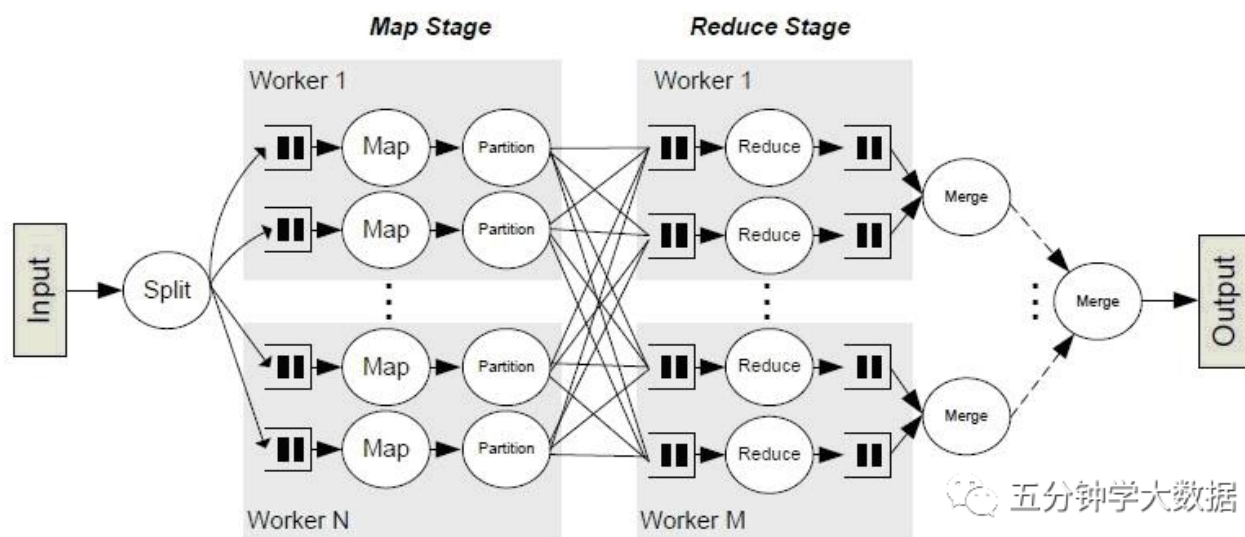 Map Stage
Reduce Stage
Worker 1
Worker 1
Map
Partition
Reduce
Map
Partition
Reduce
Merge
Input
Split
Merge
Output
Map
Partition
Reduce
Map
Partition
Reduce
Merge
Worker N
Worker M
五分钟学大数据